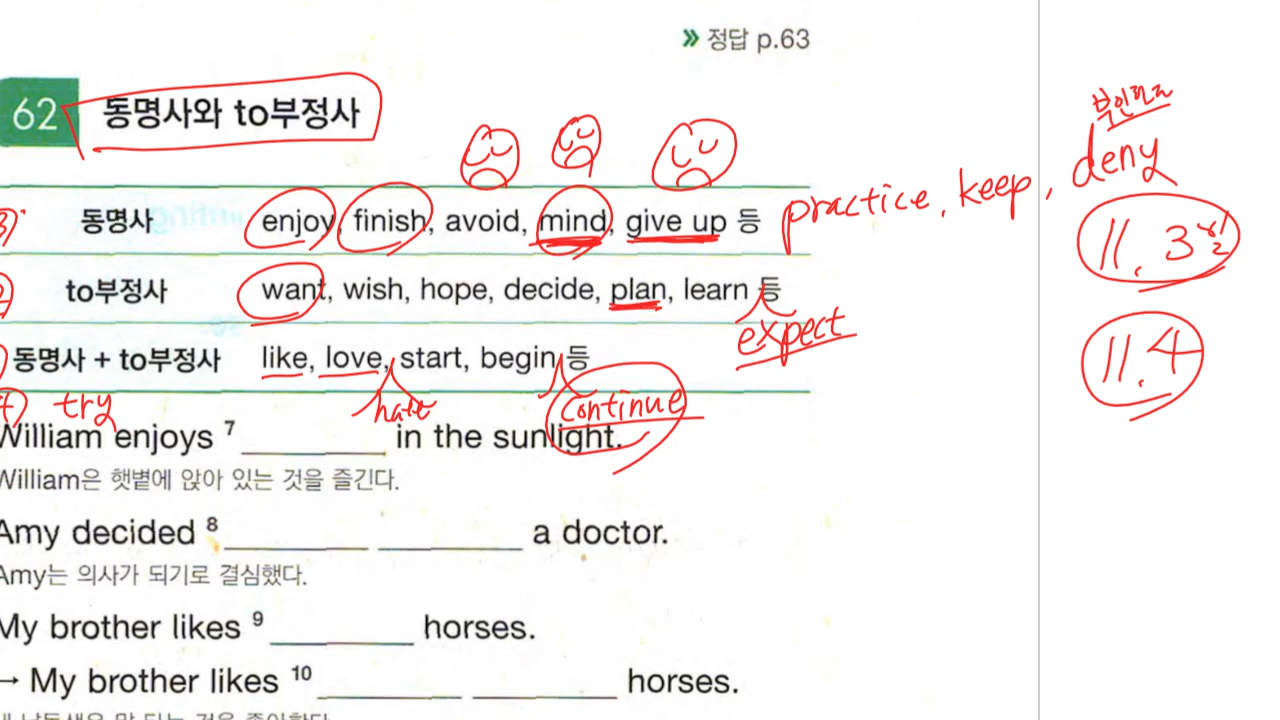 » 정답 p.63
62 동명사와 to부정사
부인하다
deny
동명사 enjoy, finish, avoid, mind, give up 등 practice, keep,
11. 3번
to부정사 want, wish, hope, decide, plan, learn 등
expect
11.4
동명사 + to부정사 like, love, start, begin 등
hate continue
4) try
William enjoys 7 ________ in the sunlight.
William은 햇볕에 앉아 있는 것을 즐긴다.
Amy decided 8 ________ ________ a doctor.
Amy는 의사가 되기로 결심했다.
My brother likes 9 ________ horses.
→ My brother likes 10 ________ ________ horses.